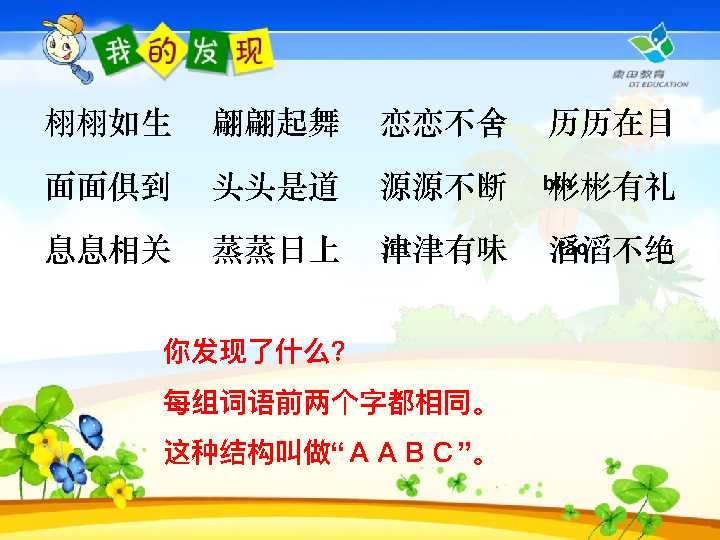 我的发现
東田教育
DT EDUCATION
栩栩如生 翩翩起舞 恋恋不舍 历历在目
面面俱到 头头是道 源源不断 彬彬有礼
息息相关 蒸蒸日上 津津有味 滔滔不绝
你发现了什么?
每组词语前两个字都相同。
这种结构叫做“ＡＡＢＣ”。